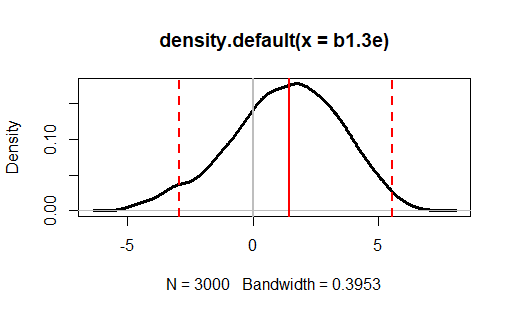 density.default(x = b1.3e)
Density
0.10
0.00
-5 0 5
N = 3000 Bandwidth = 0.3953